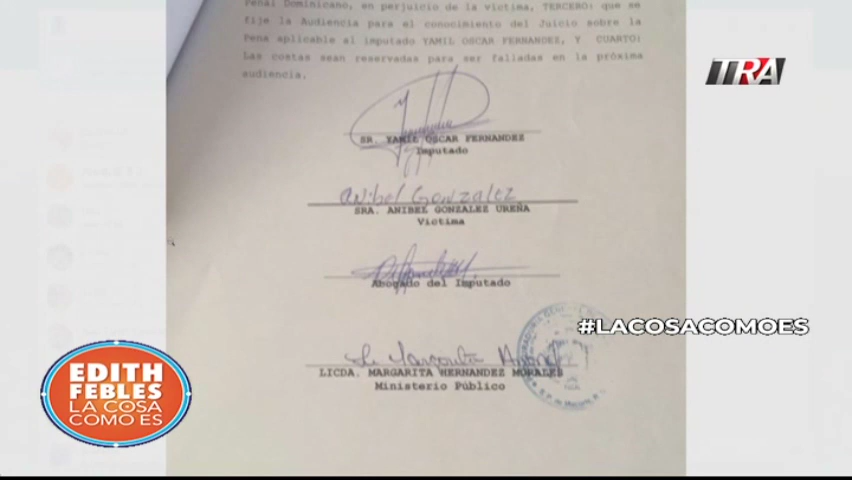 Penal Dominicano, en perjuicio de la victima, TERCERO: que se
fije la Audiencia para el conocimiento del Juicio sobre la
Pena aplicable al imputado YAMIL OSCAR FERNANDEZ, Y CUARTO:
Las costas sean reservadas para ser falladas en la próxima
audiencia.
TRA
SR. YAMIL OSCAR FERNANDEZ
Imputado
Anibel Gonzalez
SRA. ANIBEL GONZALEZ UREÑA
Victima
Abogado del Imputado
#LACOSACOMOES
LICDA. MARGARITA HERNANDEZ MORALES
Ministerio Público
EDITH
FEBLES
LA COSA
COMO ES